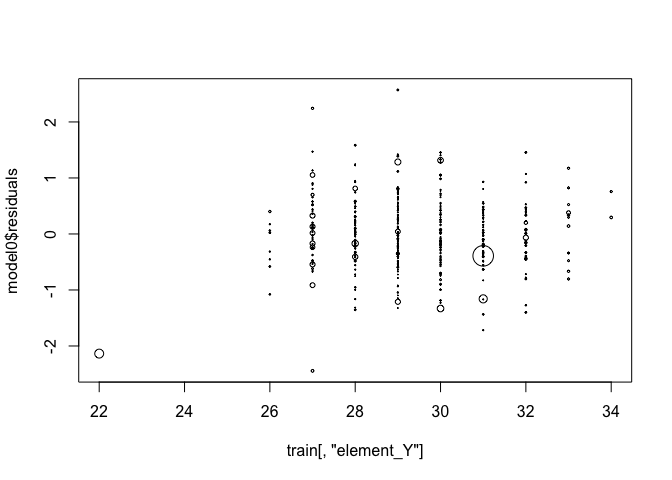 2
1
0
-1
-2
model0$residuals
22 24 26 28 30 32 34
train[, "element_Y"]